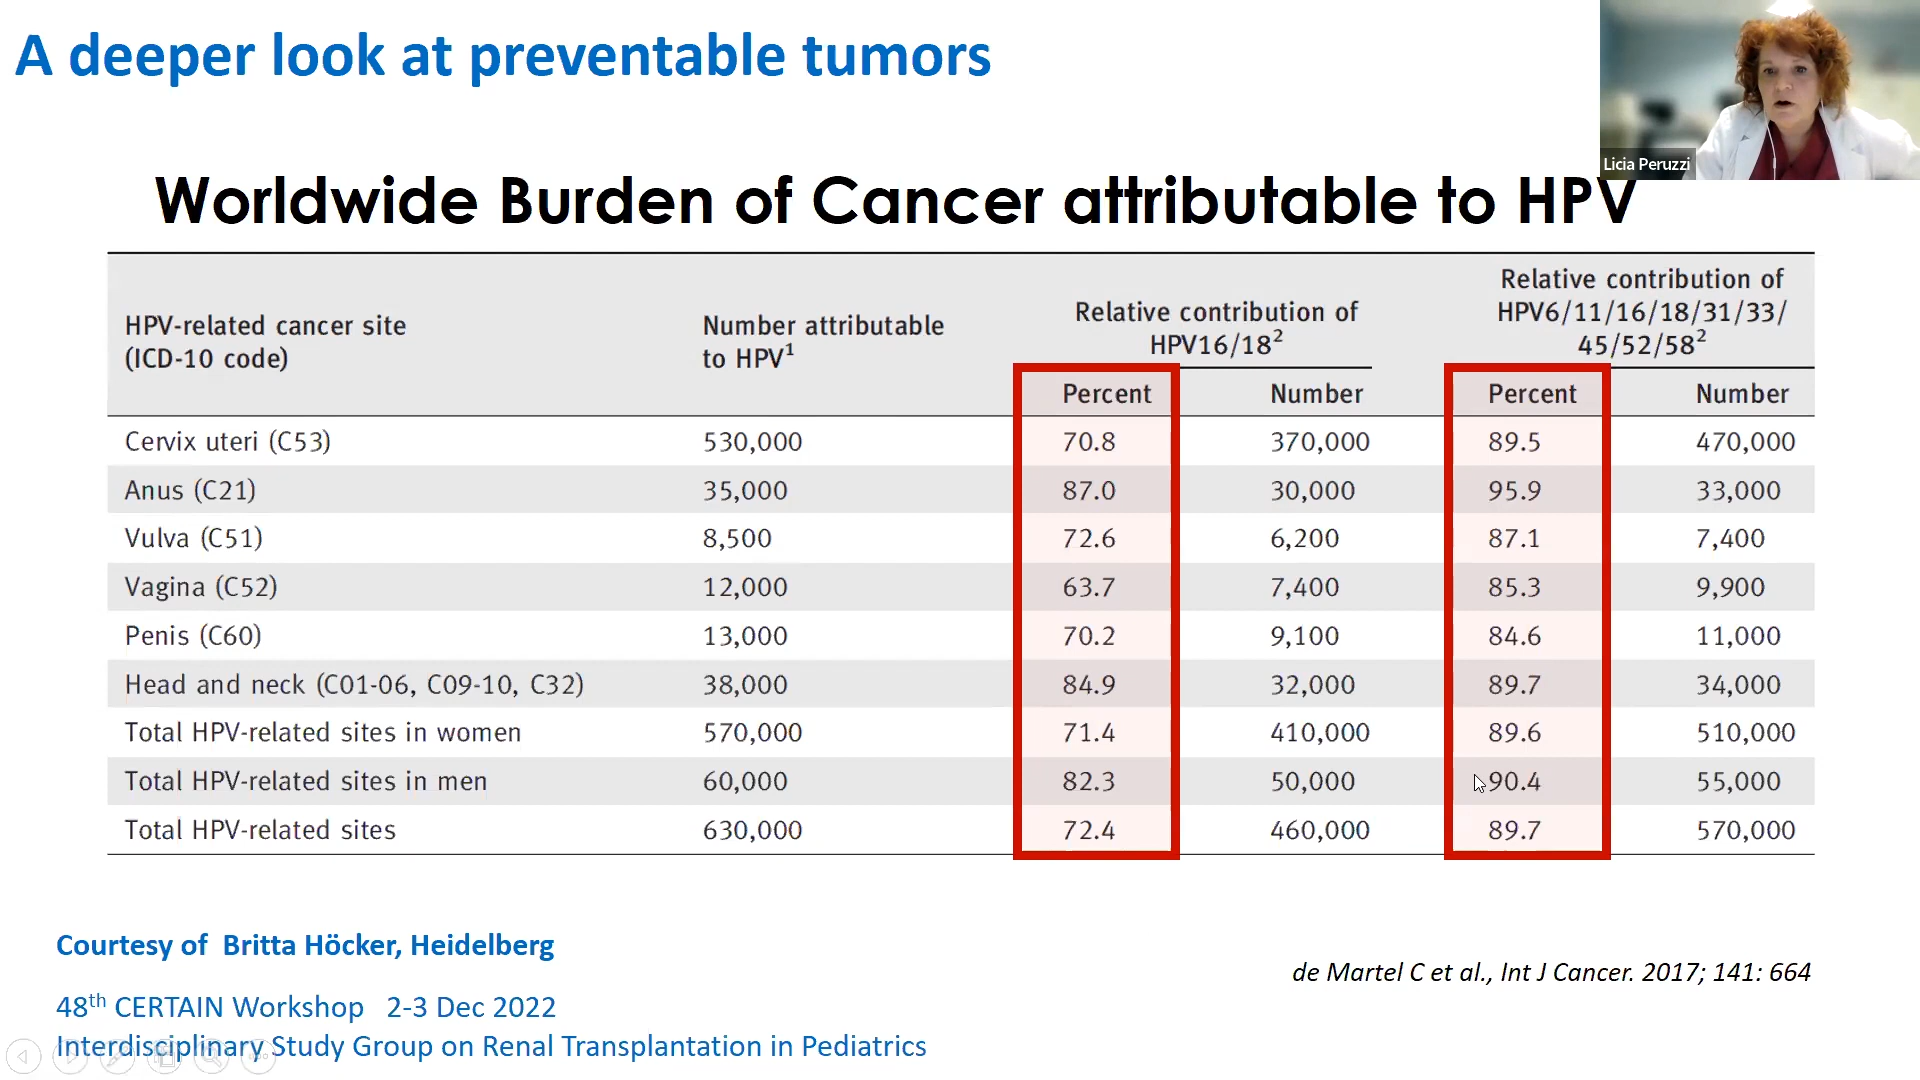 A deeper look at preventable tumors
Licia Peruzzi
Worldwide Burden of Cancer attributable to HPV
HPV-related cancer site
(ICD-10 code)
Number attributable
to HPV¹
Relative contribution of
HPV16/18²
Relative contribution of
HPV6/11/16/18/31/33/
45/52/58²
Percent Number Percent Number
Cervix uteri (C53) 530,000 70.8 370,000 89.5 470,000
Anus (C21) 35,000 87.0 30,000 95.9 33,000
Vulva (C51) 8,500 72.6 6,200 87.1 7,400
Vagina (C52) 12,000 63.7 7,400 85.3 9,900
Penis (C60) 13,000 70.2 9,100 84.6 11,000
Head and neck (C01-06, C09-10, C32) 38,000 84.9 32,000 89.7 34,000
Total HPV-related sites in women 570,000 71.4 410,000 89.6 510,000
Total HPV-related sites in men 60,000 82.3 50,000 90.4 55,000
Total HPV-related sites 630,000 72.4 460,000 89.7 570,000
Courtesy of Britta Höcker, Heidelberg
de Martel C et al., Int J Cancer. 2017; 141: 664
48th CERTAIN Workshop 2-3 Dec 2022
Interdisciplinary Study Group on Renal Transplantation in Pediatrics